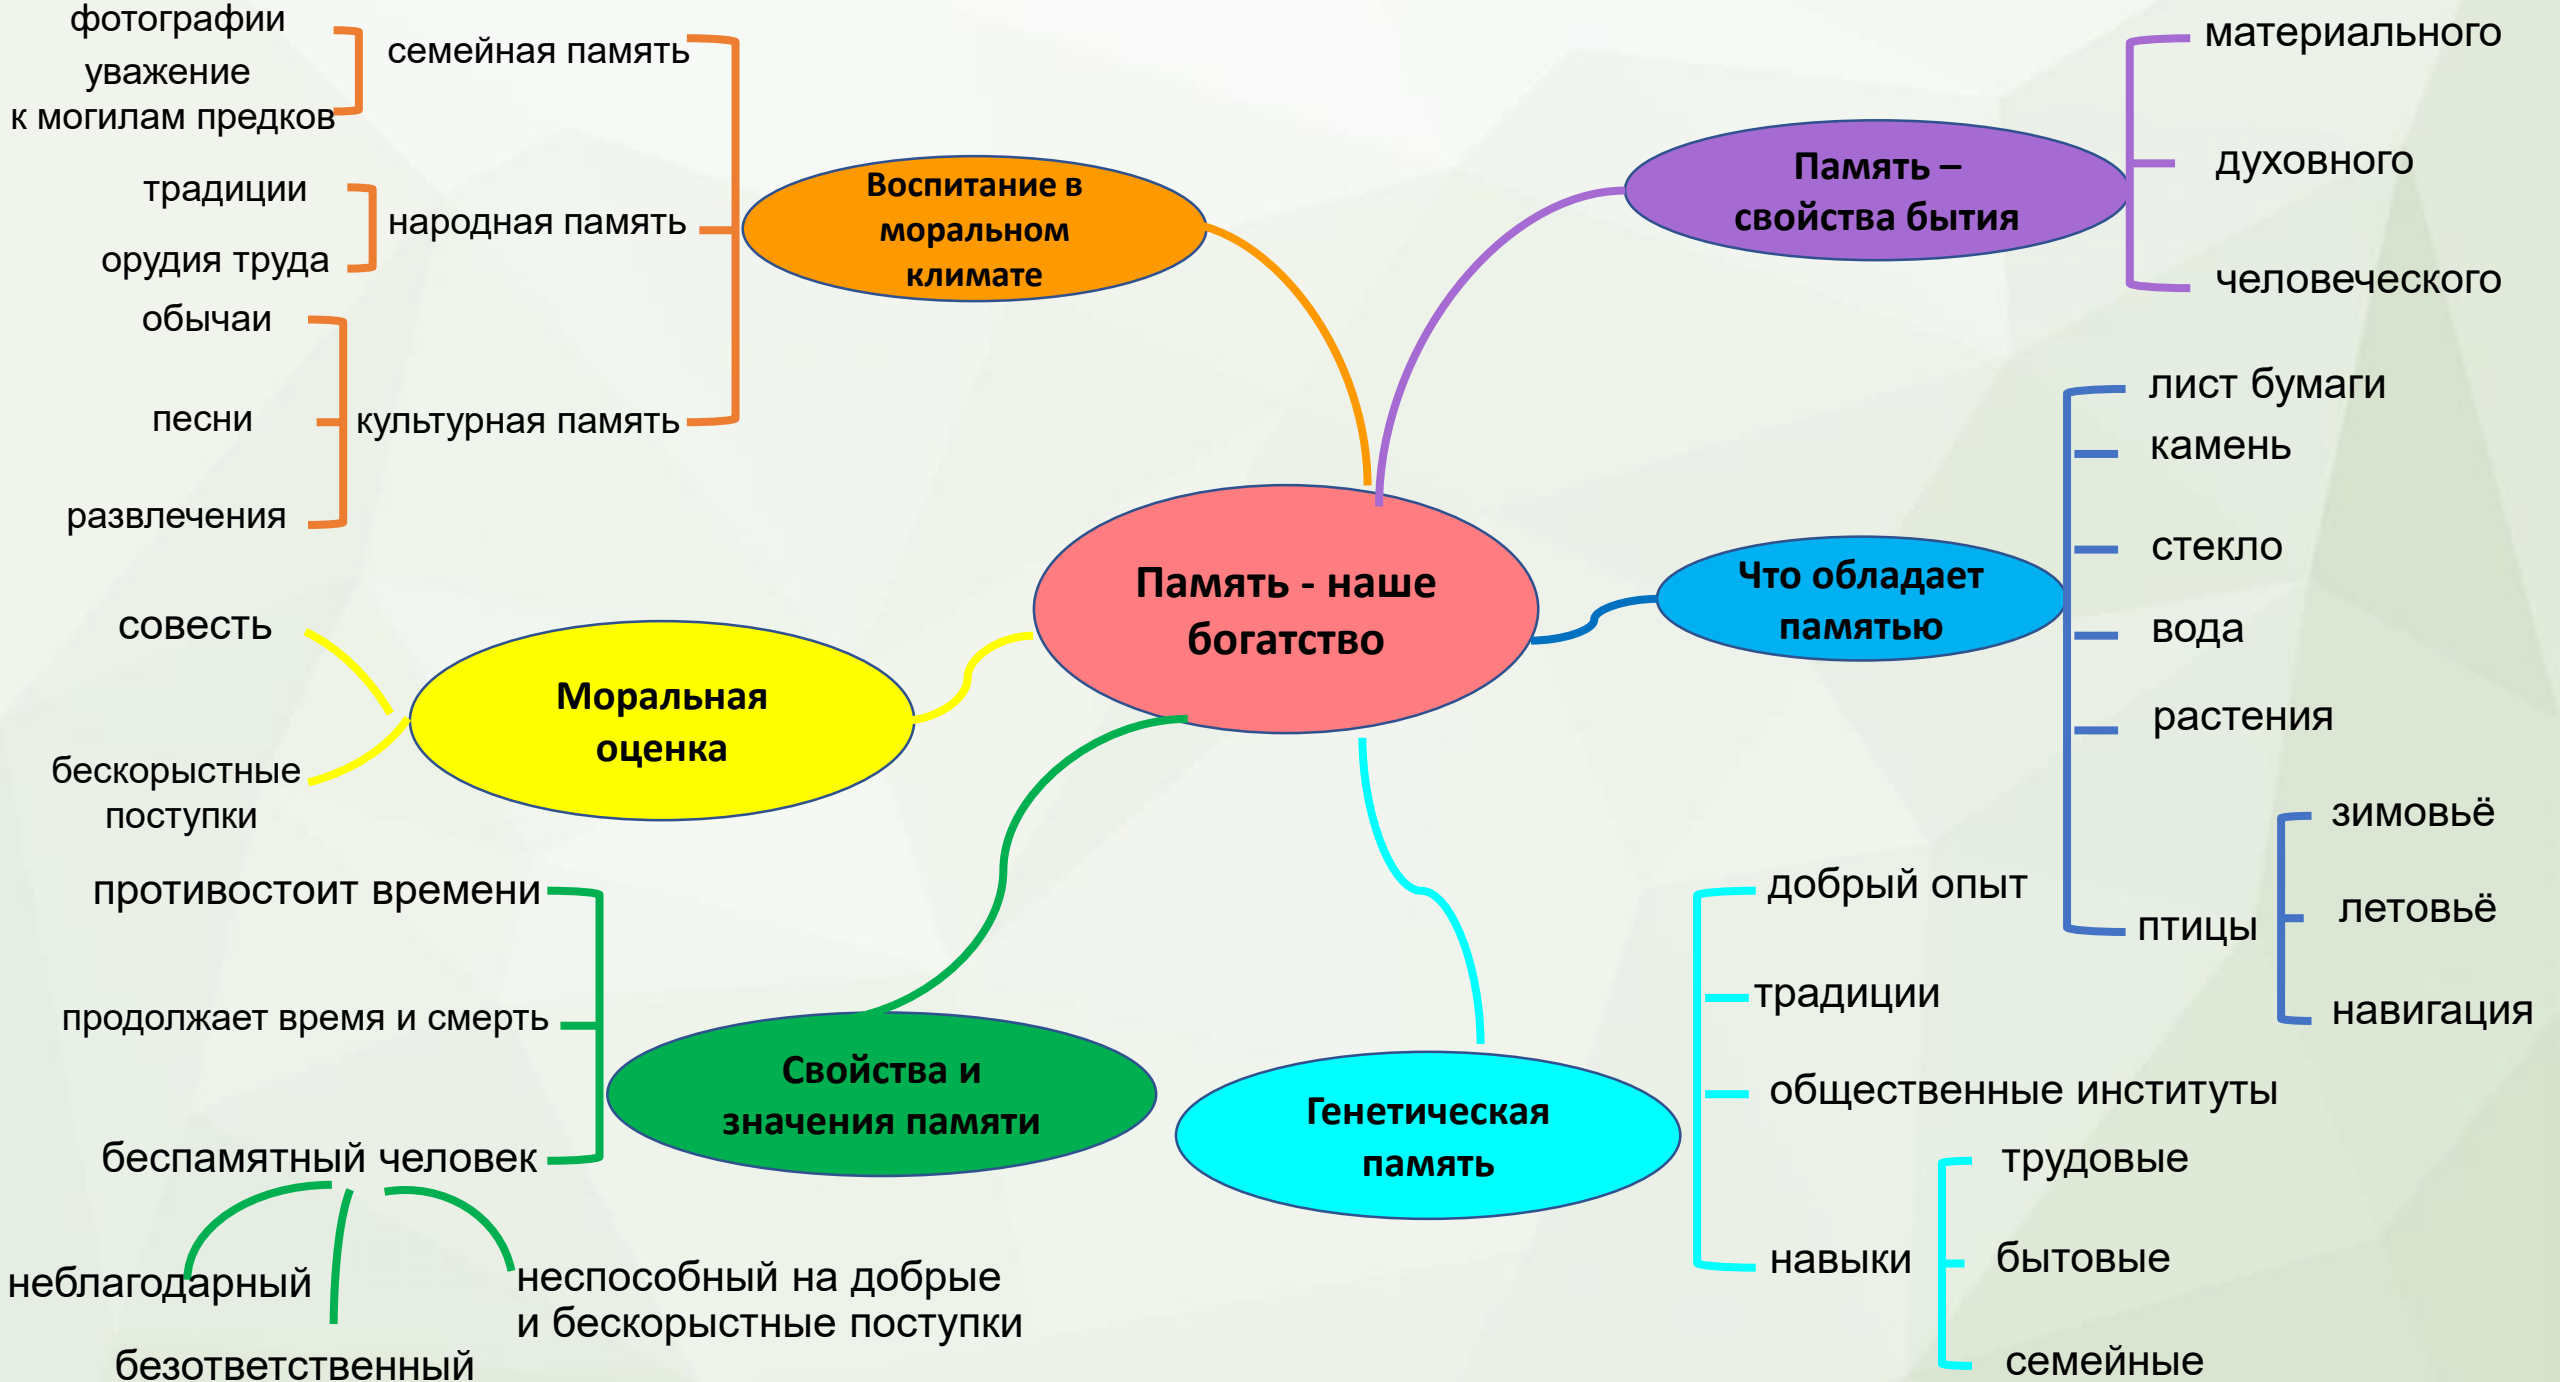 фотографии
уважение
к могилам предков
семейная память
традиции
орудия труда
народная память
обычаи
песни
развлечения
культурная память
Воспитание в
моральном
климате
Память –
свойства бытия
материального
духовного
человеческого
Память - наше
богатство
Что обладает
памятью
лист бумаги
камень
стекло
вода
растения
птицы
зимовьё
летовьё
навигация
совесть
бескорыстные
поступки
Моральная
оценка
противостоит времени
продолжает время и смерть
беспамятный человек
неблагодарный
безответственный
неспособный на добрые
и бескорыстные поступки
Свойства и
значения памяти
Генетическая
память
добрый опыт
традиции
общественные институты
навыки
трудовые
бытовые
семейные